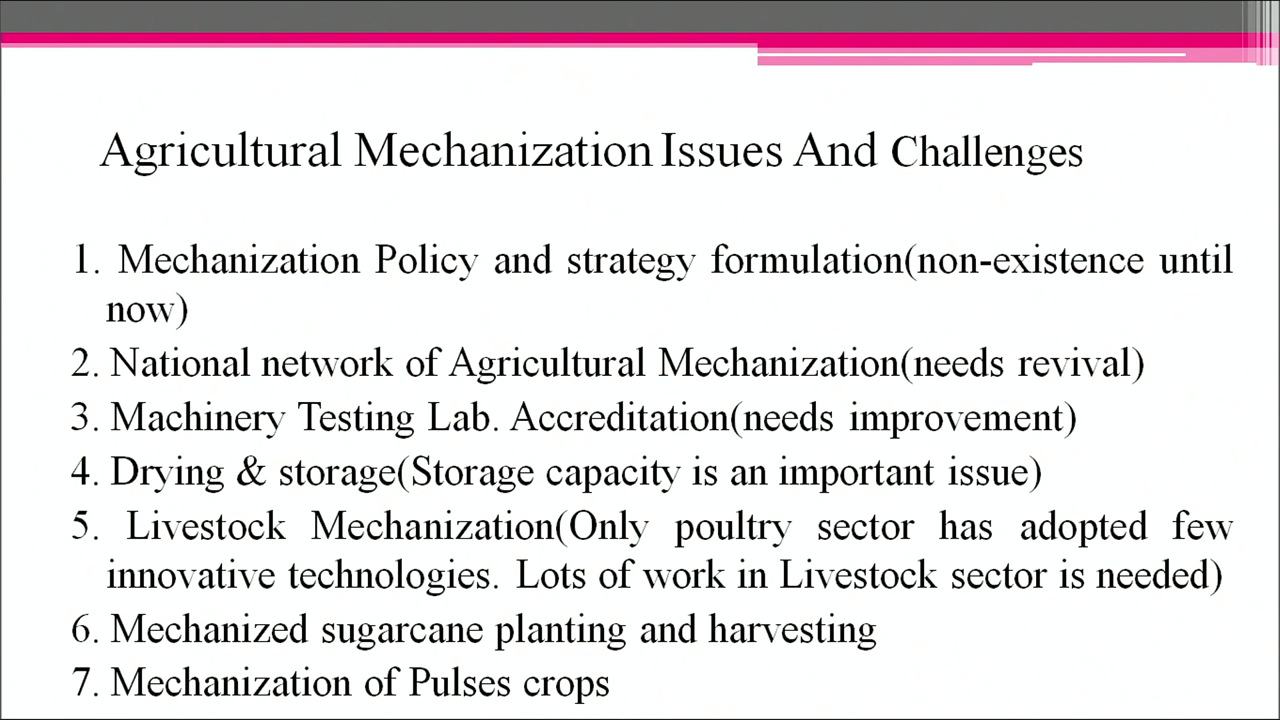 Agricultural Mechanization Issues And Challenges
1. Mechanization Policy and strategy formulation(non-existence until
now)
2. National network of Agricultural Mechanization(needs revival)
3. Machinery Testing Lab. Accreditation(needs improvement)
4. Drying & storage(Storage capacity is an important issue)
5. Livestock Mechanization(Only poultry sector has adopted few
innovative technologies. Lots of work in Livestock sector is needed)
6. Mechanized sugarcane planting and harvesting
7. Mechanization of Pulses crops